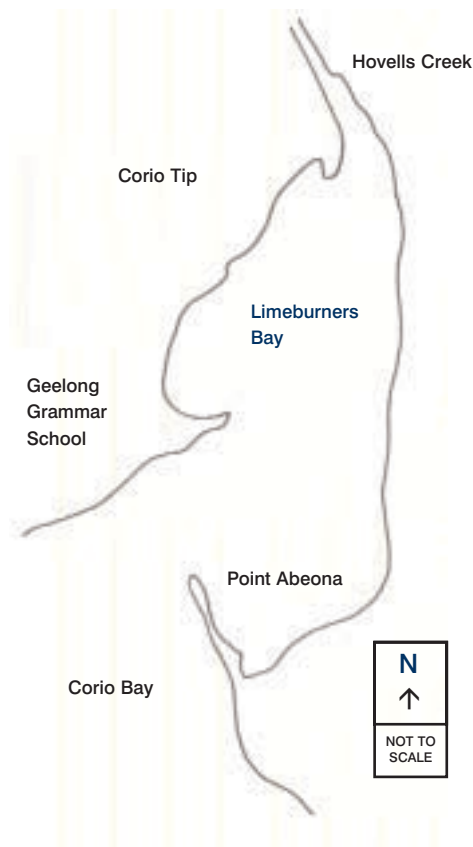 Hovells Creek
Corio Tip
Limeburners
Bay
Geelong
Grammar
School
Point Abeona
Corio Bay
N
NOT TO
SCALE